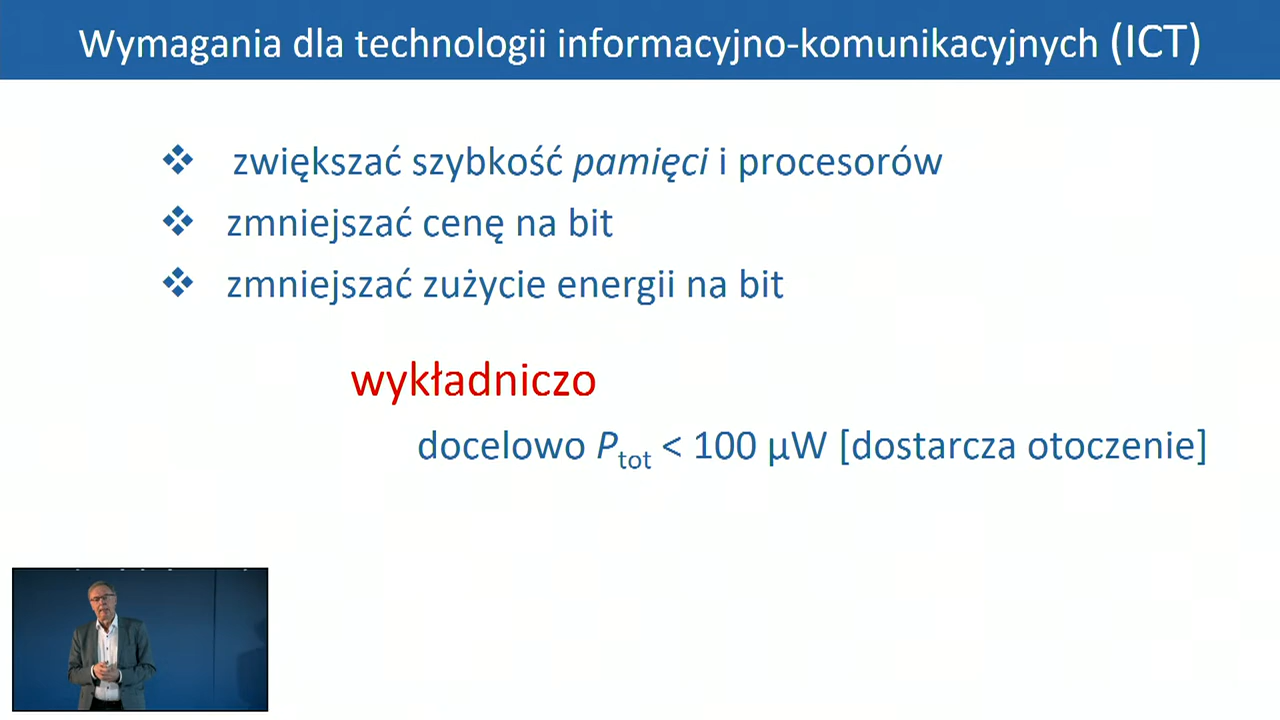 Wymagania dla technologii informacyjno-komunikacyjnych (ICT)
❖ zwiększać szybkość pamięci i procesorów
❖ zmniejszać cenę na bit
❖ zmniejszać zużycie energii na bit
wykładniczo
docelowo P_tot < 100 µW [dostarcza otoczenie]